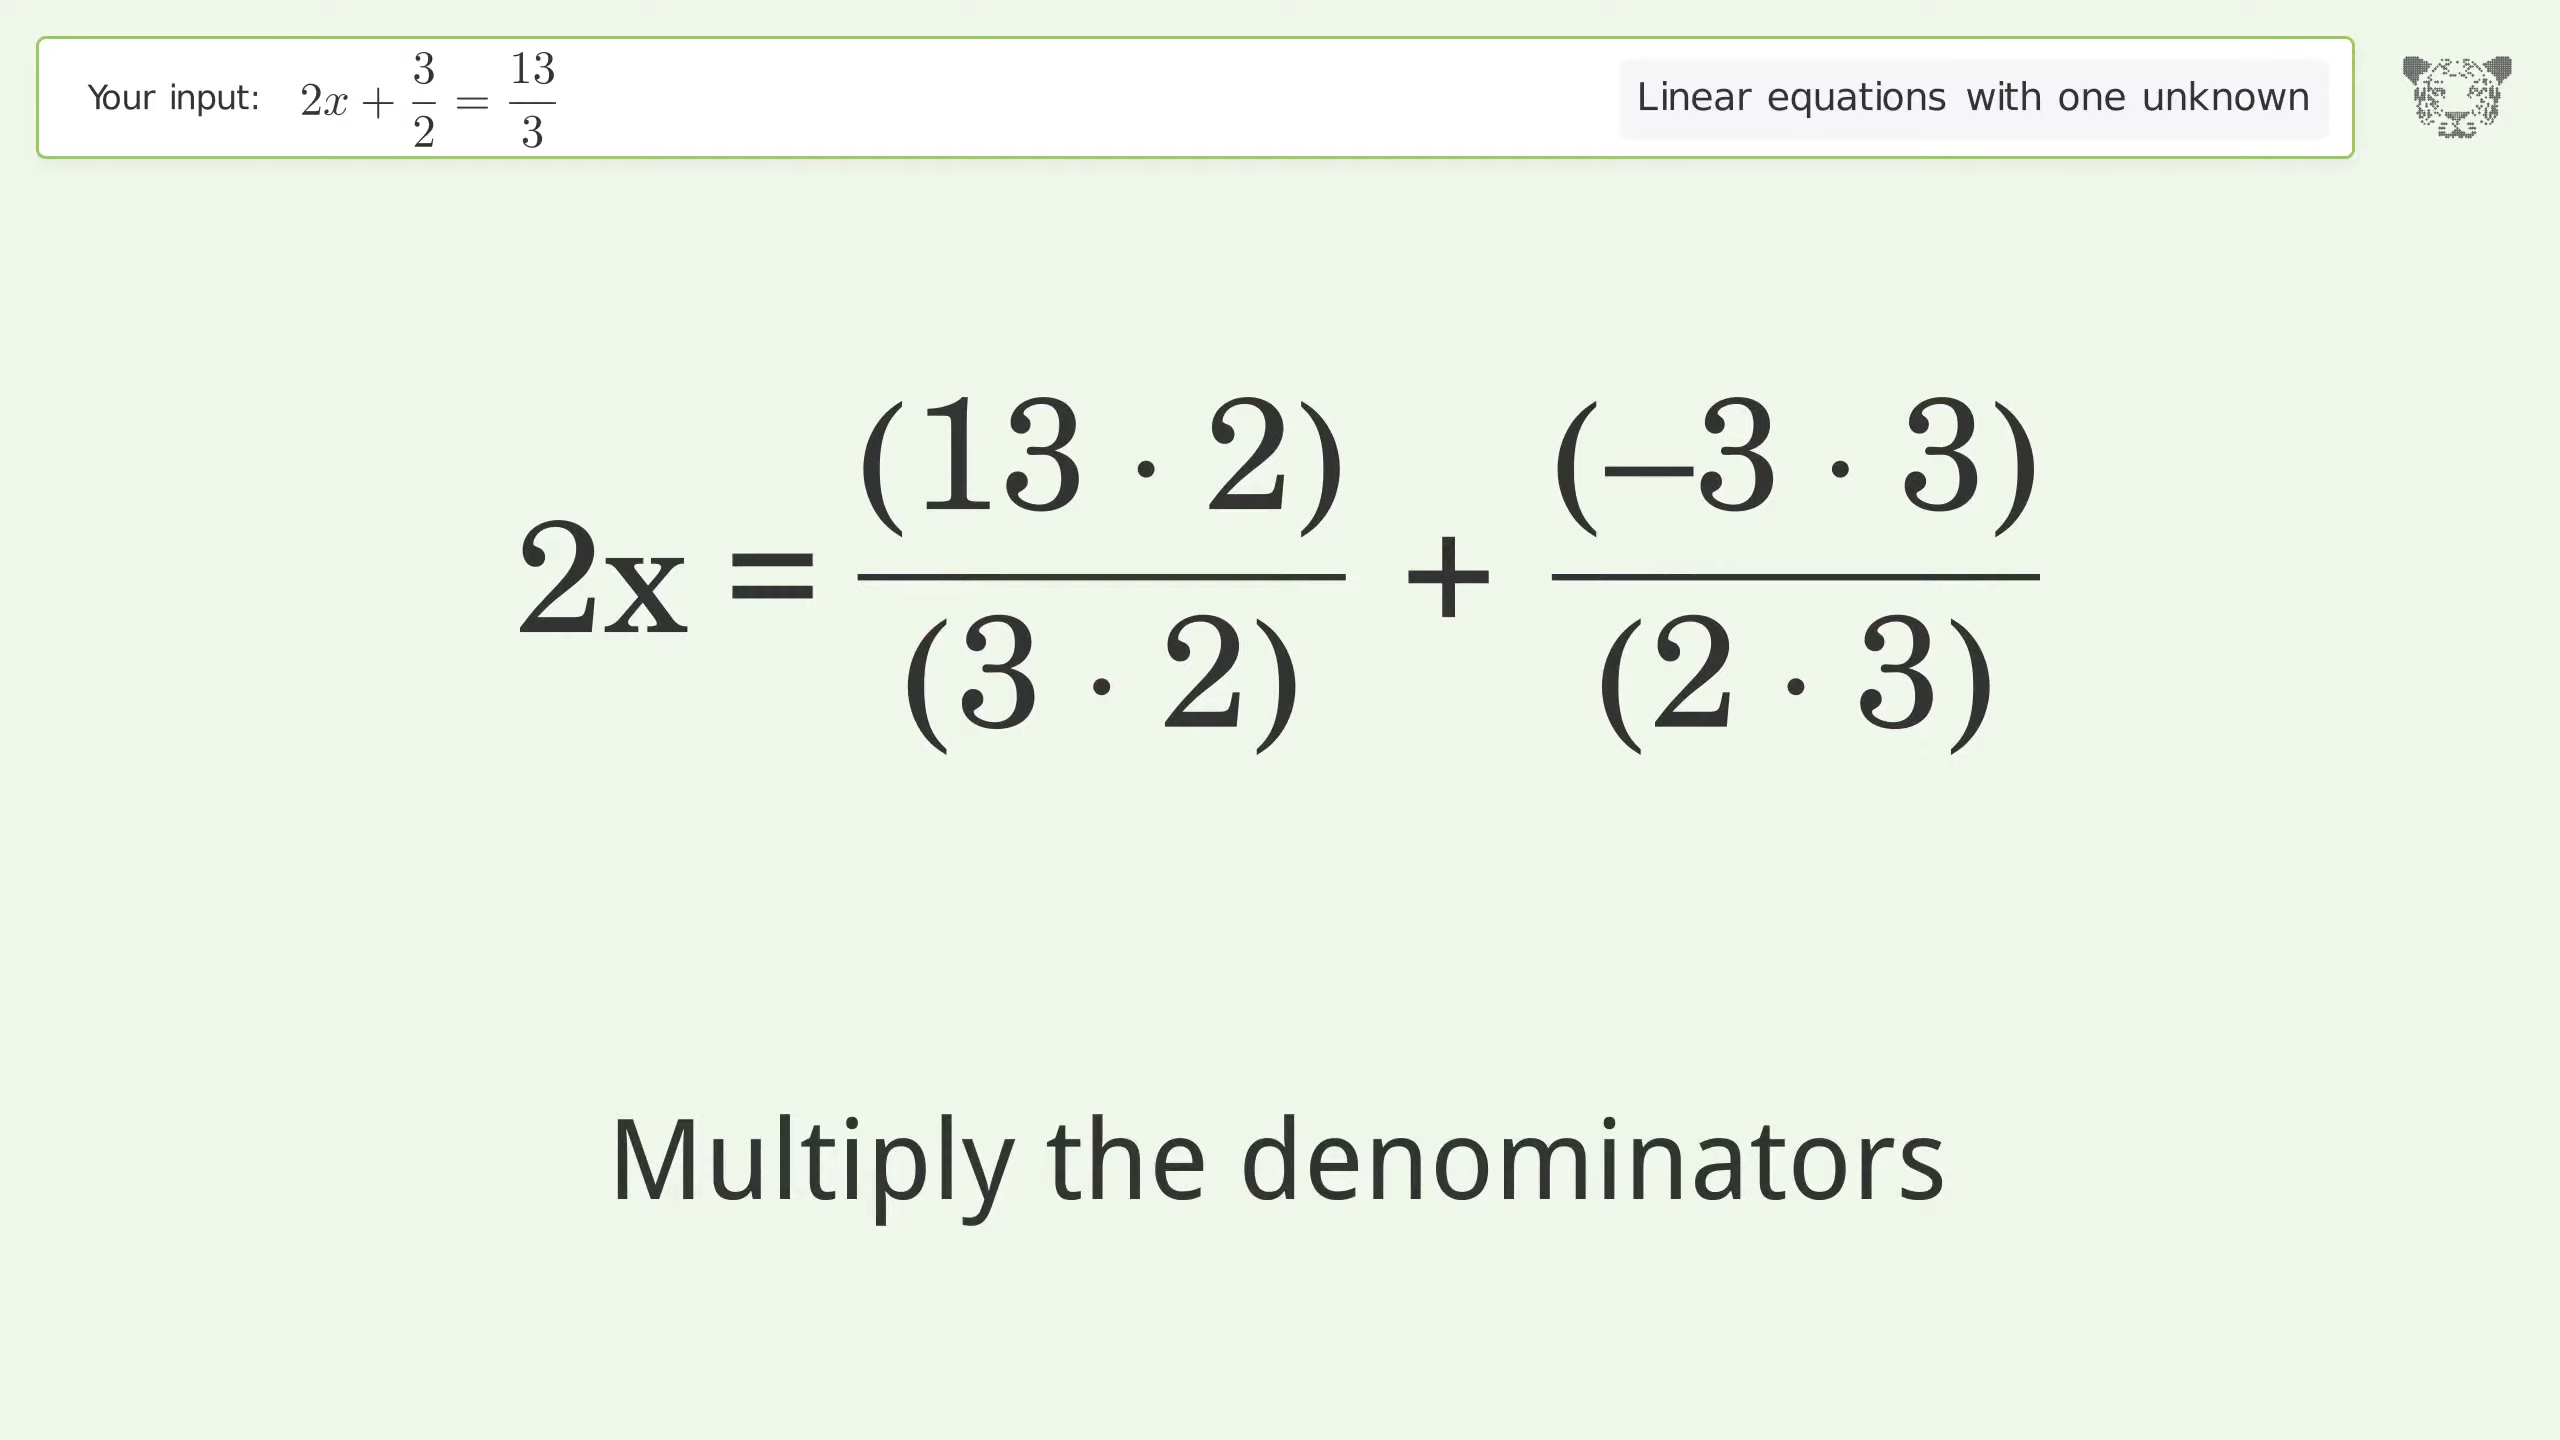 Your input: 2x + 3/2 = 13/3
Linear equations with one unknown
2x = (13 · 2)/(3 · 2) + (−3 · 3)/(2 · 3)
Multiply the denominators